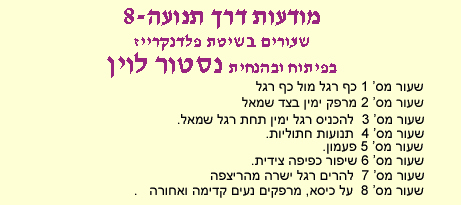 מודעות דרך תנועה-8
שעורים בשיטת פלדנקרייז
בפיתוח ובהנחית נסטור לוין
שעור מס' 1 כף רגל מול כף רגל
שעור מס' 2 מרפק ימין בצד שמאל
שעור מס' 3 להכניס רגל ימין תחת רגל שמאל.
שעור מס' 4 תנועות חתוליות.
שעור מס' 5 פעמון.
שעור מס' 6 שיפור כפיפה צידית.
שעור מס' 7 להרים רגל ישרה מהריצפה
שעור מס' 8 על כיסא, מרפקים נעים קדימה ואחורה .